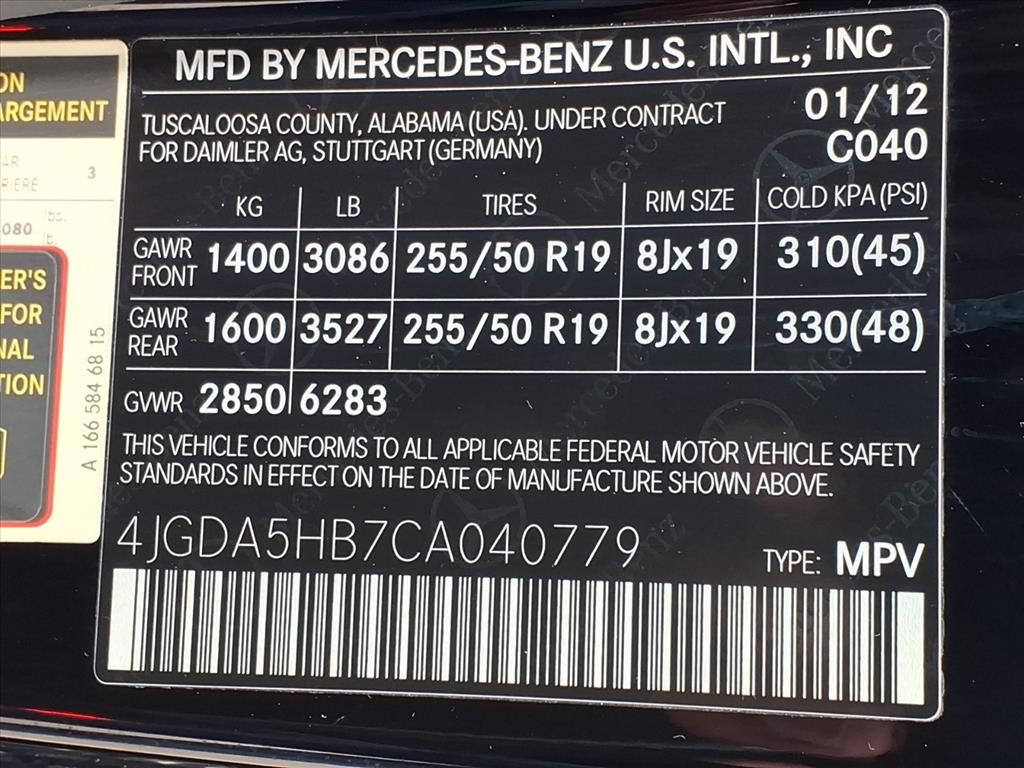 MFD BY MERCEDES-BENZ U.S. INTL., INC
TUSCALOOSA COUNTY, ALABAMA (USA). UNDER CONTRACT
FOR DAIMLER AG, STUTTGART (GERMANY)
01/12
C040
KG LB TIRES RIM SIZE COLD KPA (PSI)
GAWR FRONT 1400 3086 255/50 R19 8Jx19 310(45)
GAWR REAR 1600 3527 255/50 R19 8Jx19 330(48)
GVWR 2850 6283
THIS VEHICLE CONFORMS TO ALL APPLICABLE FEDERAL MOTOR VEHICLE SAFETY
STANDARDS IN EFFECT ON THE DATE OF MANUFACTURE SHOWN ABOVE.
4JGDA5HB7CA040779
TYPE: MPV
A 166 584 68 15
3
080 lbs.
FOR